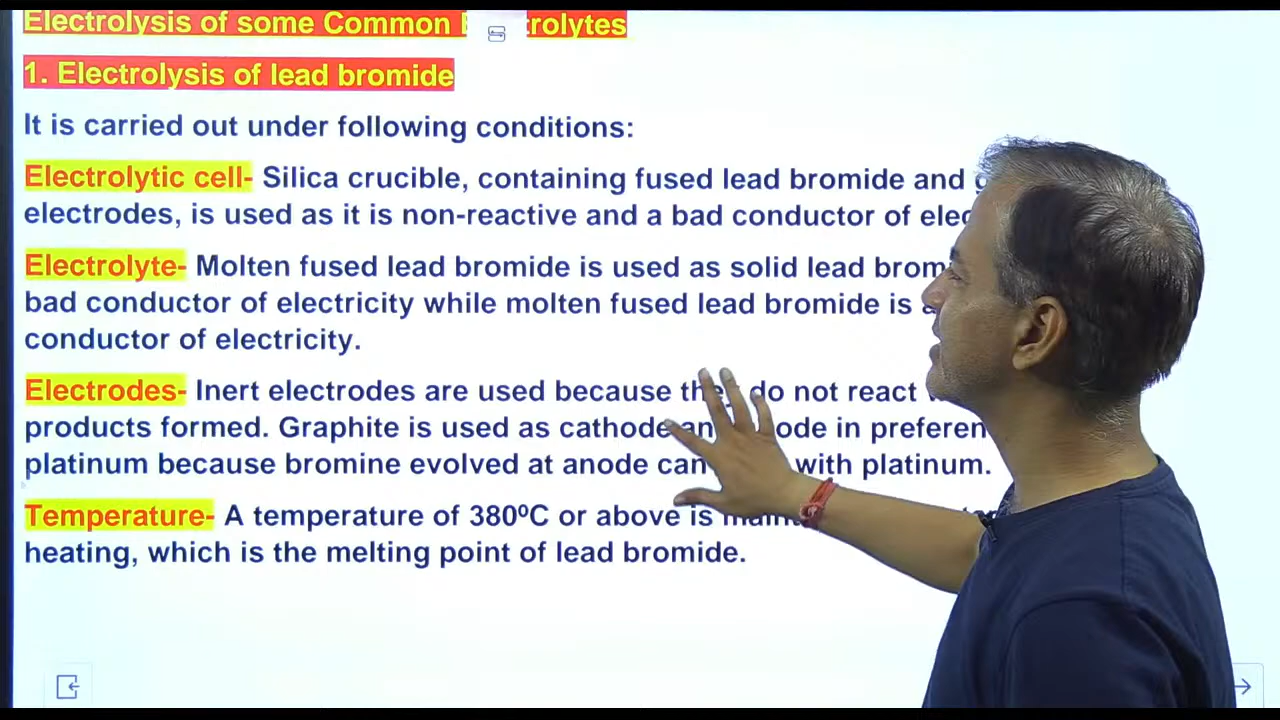 Electrolysis of some Common
1. Electrolysis of lead bromide
It is carried out under following conditions:
Electrolytic cell- Silica crucible, containing fused lead bromide and
electrodes, is used as it is non-reactive and a bad conductor of
Electrolyte- Molten fused lead bromide is used as solid lead
bad conductor of electricity while molten fused lead bromide is
conductor of electricity.
Electrodes- Inert electrodes are used because they do not react
products formed. Graphite is used as cathode in
platinum because bromine evolved at anode can with platinum.
Temperature- A temperature of 380ºC or above is
heating, which is the melting point of lead bromide.